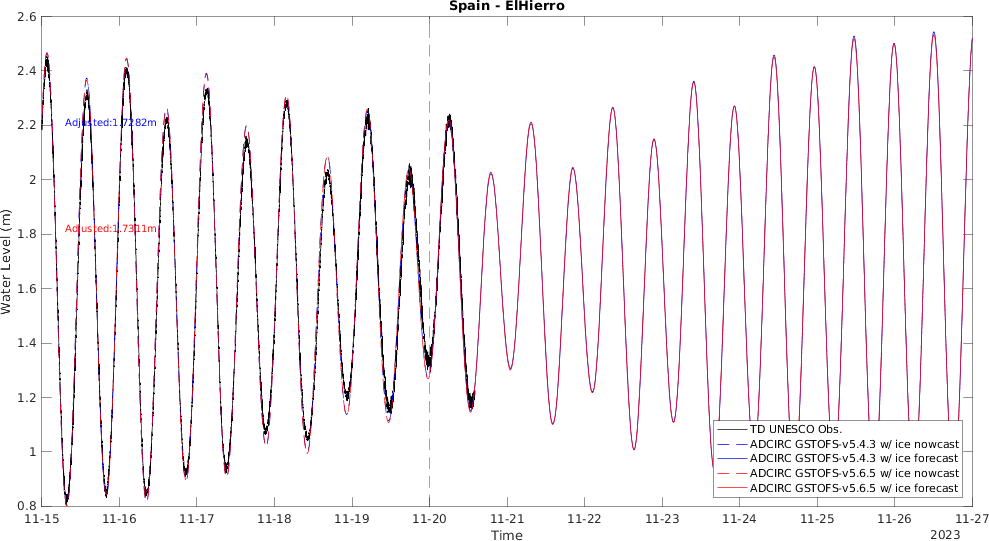 Spain - ElHierro
2.6
2.4
2.2
2
1.8
1.6
1.4
1.2
1
0.8
Water Level (m)
Adjusted:1.7282m
Adjusted:1.7311m
TD UNESCO Obs.
ADCIRC GSTOFS-v5.4.3 w/ ice nowcast
ADCIRC GSTOFS-v5.4.3 w/ ice forecast
ADCIRC GSTOFS-v5.6.5 w/ ice nowcast
ADCIRC GSTOFS-v5.6.5 w/ ice forecast
11-15 11-16 11-17 11-18 11-19 11-20 11-21 11-22 11-23 11-24 11-25 11-26 11-27
Time
2023